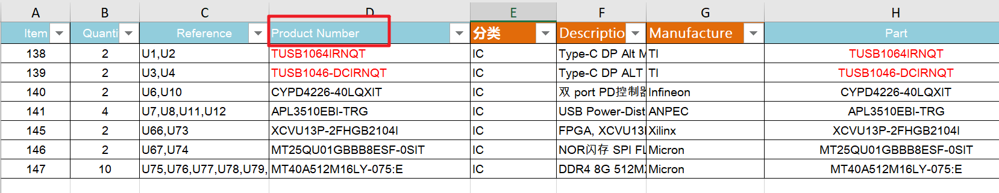 A B C D E F G H
Item Quanti Reference Product Number 分类 Descriptio Manufacture Part
138 2 U1,U2 TUSB1064IRNQT IC Type-C DP Alt M TI TUSB1064IRNQT
139 2 U3,U4 TUSB1046-DCIRNQT IC Type-C DP ALT TI TUSB1046-DCIRNQT
140 2 U6,U10 CYPD4226-40LQXIT IC 双 port PD控制器 Infineon CYPD4226-40LQXIT
141 4 U7,U8,U11,U12 APL3510EBI-TRG IC USB Power-Dist ANPEC APL3510EBI-TRG
145 2 U66,U73 XCVU13P-2FHGB2104I IC FPGA, XCVU13 Xilinx XCVU13P-2FHGB2104I
146 2 U67,U74 MT25QU01GBBB8ESF-0SIT IC NOR闪存 SPI FL Micron MT25QU01GBBB8ESF-0SIT
147 10 U75,U76,U77,U78,U79, MT40A512M16LY-075:E IC DDR4 8G 512M Micron MT40A512M16LY-075:E